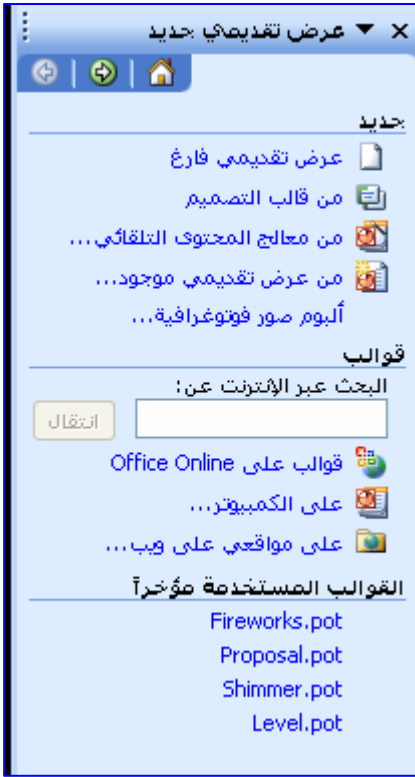 عرض تقديمي جديد
جديد
عرض تقديمي فارغ
من قالب التصميم
من معالج المحتوى التلقائي...
من عرض تقديمي موجود...
ألبوم صور فوتوغرافية...
قوالب
البحث عبر الإنترنت عن:
انتقال
قوالب على Office Online
على الكمبيوتر...
على مواقعي على ويب...
القوالب المستخدمة مؤخراً
Fireworks.pot
Proposal.pot
Shimmer.pot
Level.pot